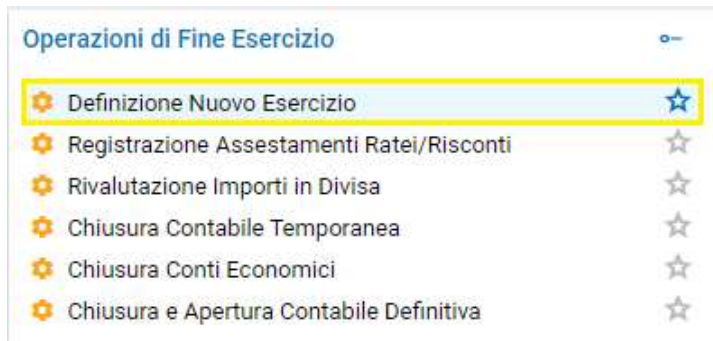 Operazioni di Fine Esercizio
Definizione Nuovo Esercizio
Registrazione Assestamenti Ratei/Risconti
Rivalutazione Importi in Divisa
Chiusura Contabile Temporanea
Chiusura Conti Economici
Chiusura e Apertura Contabile Definitiva